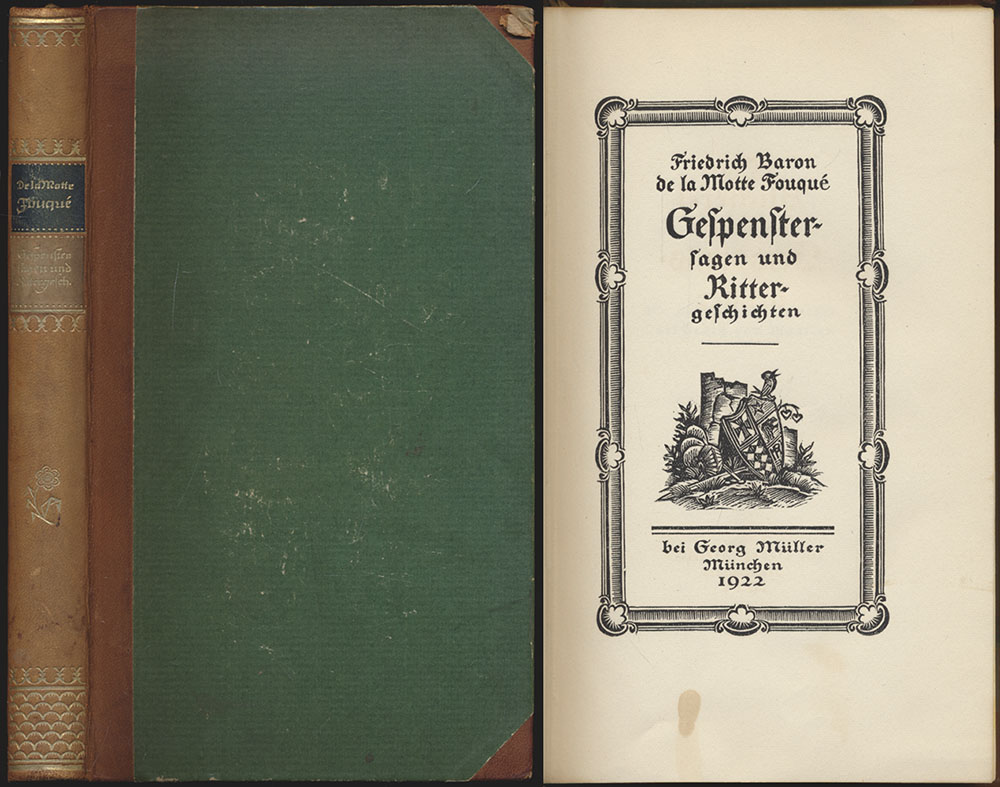 De la Motte
Fouqué
und
Friedrich Baron
de la Motte Fouqué
Geſpenſter-
ſagen und
Ritter-
geſchichten
bei Georg Müller
München
1922